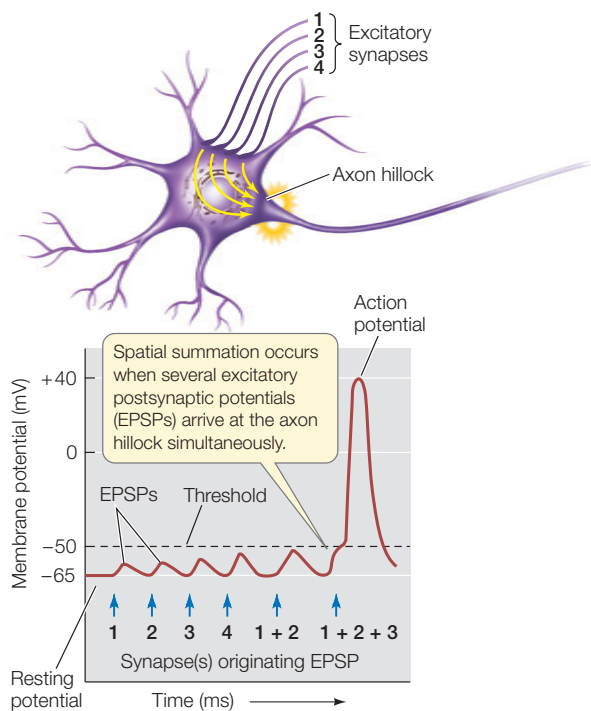 1
2
3
4
Excitatory
synapses
Axon hillock
Action
potential
Spatial summation occurs
when several excitatory
postsynaptic potentials
(EPSPs) arrive at the axon
hillock simultaneously.
Membrane potential (mV)
+40
0
–50
–65
EPSPs
Threshold
1 2 3 4 1 + 2 1 + 2 + 3
Synapse(s) originating EPSP
Resting
potential
Time (ms)